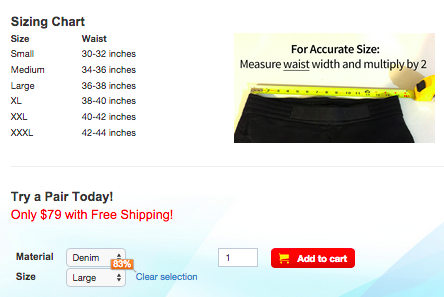 Sizing Chart
Size Waist
Small 30-32 inches
Medium 34-36 inches
Large 36-38 inches
XL 38-40 inches
XXL 40-42 inches
XXXL 42-44 inches
For Accurate Size:
Measure waist width and multiply by 2
Try a Pair Today!
Only $79 with Free Shipping!
Material Denim
83%
1
Add to cart
Size Large
Clear selection